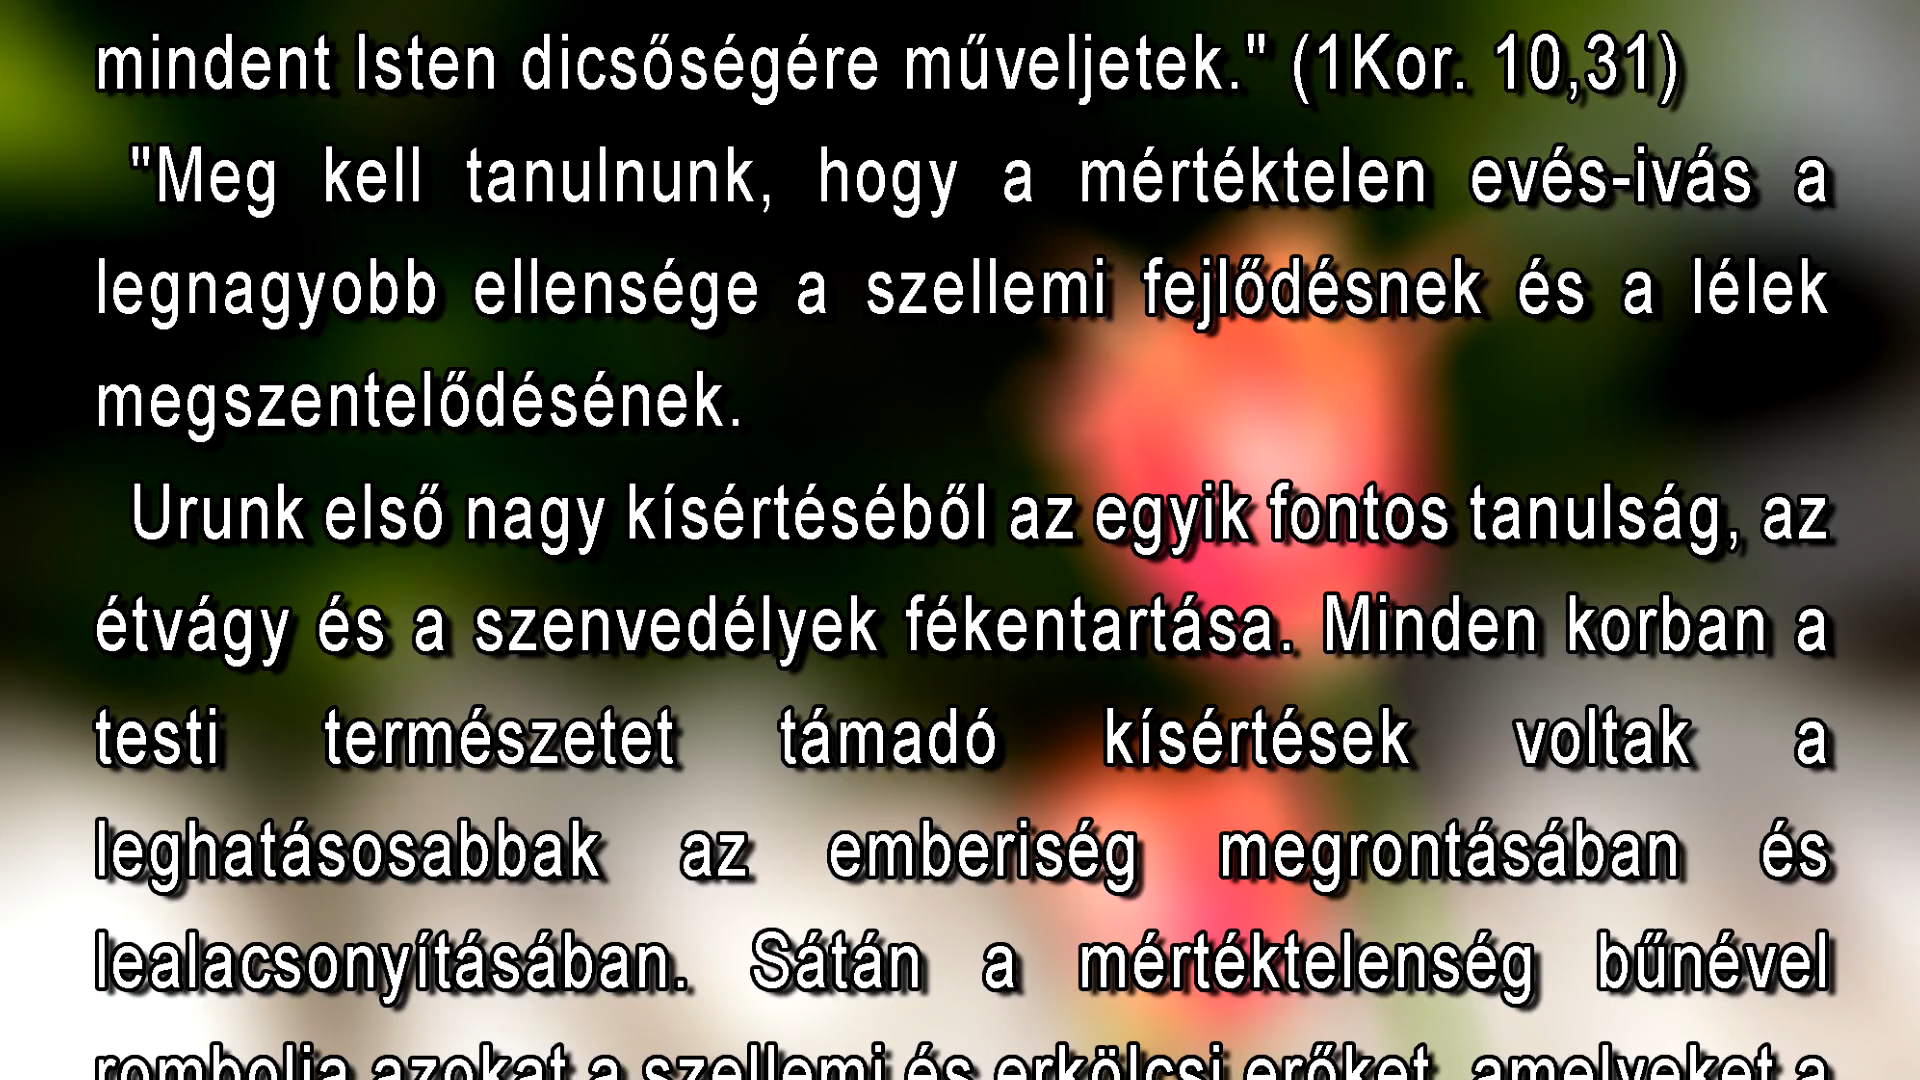 mindent Isten dicsőségére műveljetek." (1Kor. 10,31)
"Meg kell tanulnunk, hogy a mértéktelen evés-ivás a
legnagyobb ellensége a szellemi fejlődésnek és a lélek
megszentelődésének.
Urunk első nagy kísértéséből az egyik fontos tanulság, az
étvágy és a szenvedélyek fékentartása. Minden korban a
testi természetet támadó kísértések voltak a
leghatásosabbak az emberiség megrontásában és
lealacsonyításában. Sátán a mértéktelenség bűnével
rombolja azokat a szellemi és erkölcsi erőket, amelyeket a